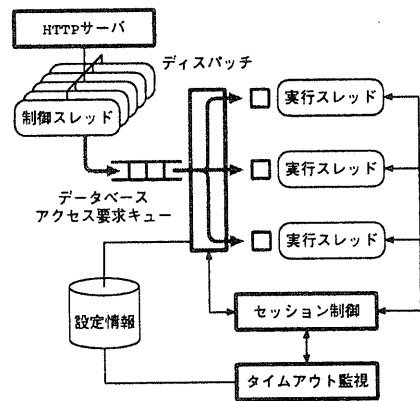 HTTPサーバ
ディスパッチ
制御スレッド
実行スレッド
実行スレッド
実行スレッド
データベース
アクセス要求キュー
設定情報
セッション制御
タイムアウト監視